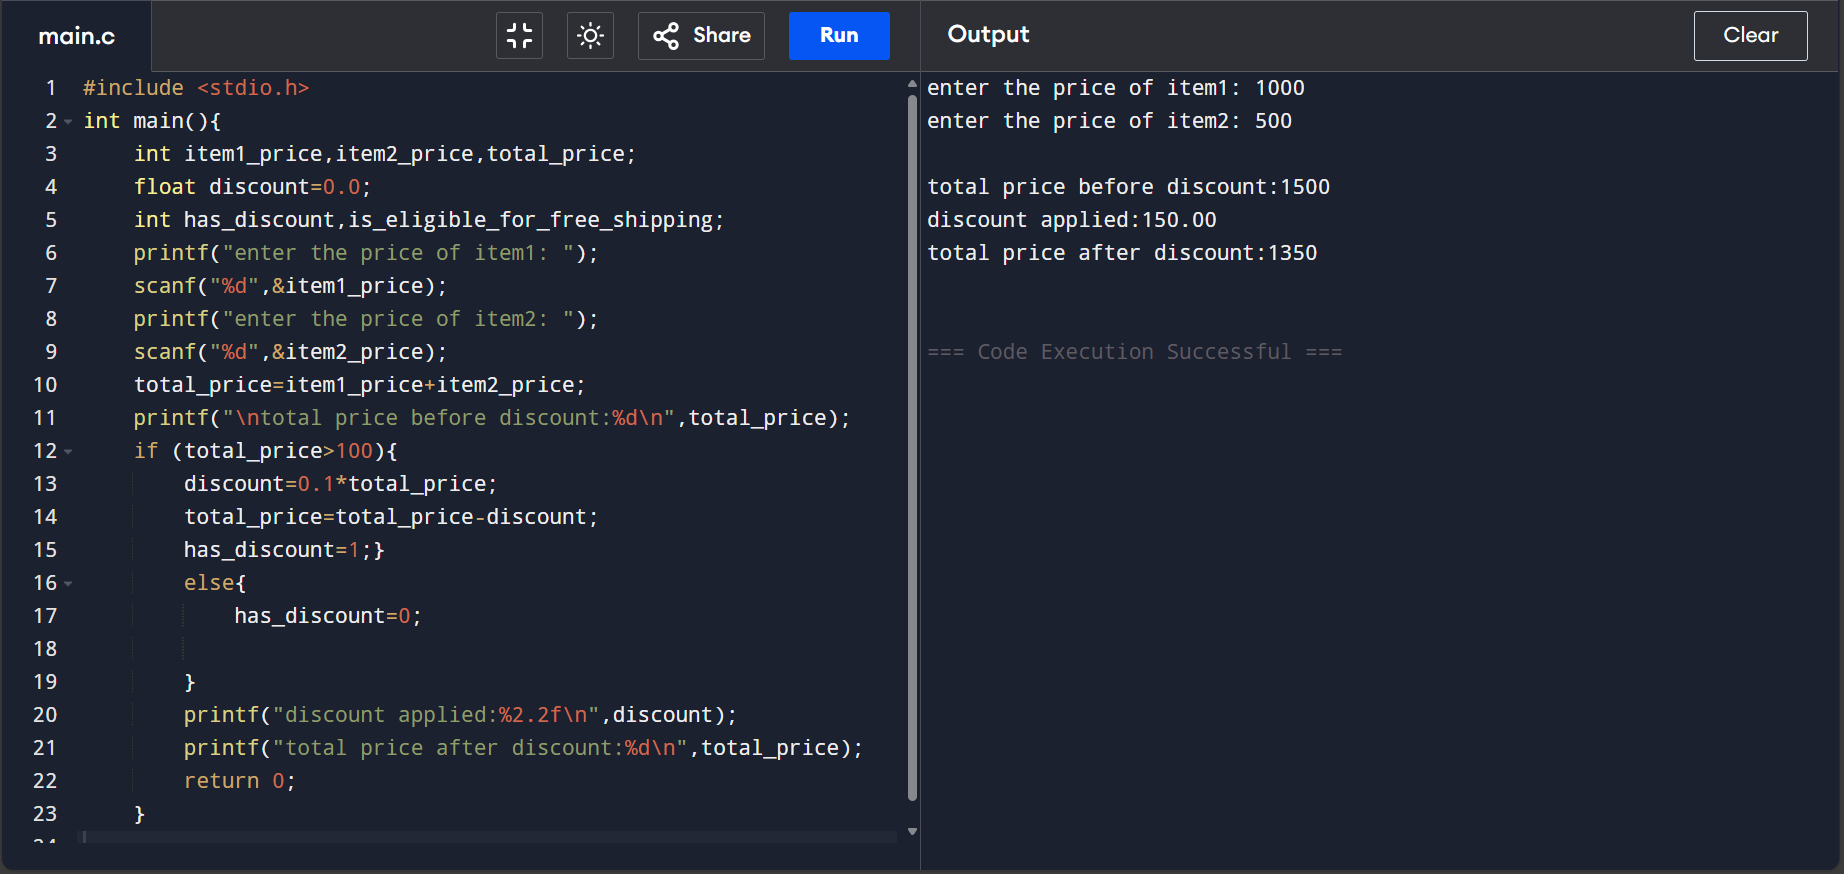 main.c
Share
Run
Output
Clear
1 #include <stdio.h>
2 int main(){
3     int item1_price,item2_price,total_price;
4     float discount=0.0;
5     int has_discount,is_eligible_for_free_shipping;
6     printf("enter the price of item1: ");
7     scanf("%d",&item1_price);
8     printf("enter the price of item2: ");
9     scanf("%d",&item2_price);
10     total_price=item1_price+item2_price;
11     printf("\ntotal price before discount:%d\n",total_price);
12     if (total_price>100){
13         discount=0.1*total_price;
14         total_price=total_price-discount;
15         has_discount=1;}
16         else{
17             has_discount=0;
18
19         }
20         printf("discount applied:%2.2f\n",discount);
21         printf("total price after discount:%d\n",total_price);
22         return 0;
23     }
24
enter the price of item1: 1000
enter the price of item2: 500
total price before discount:1500
discount applied:150.00
total price after discount:1350
=== Code Execution Successful ===